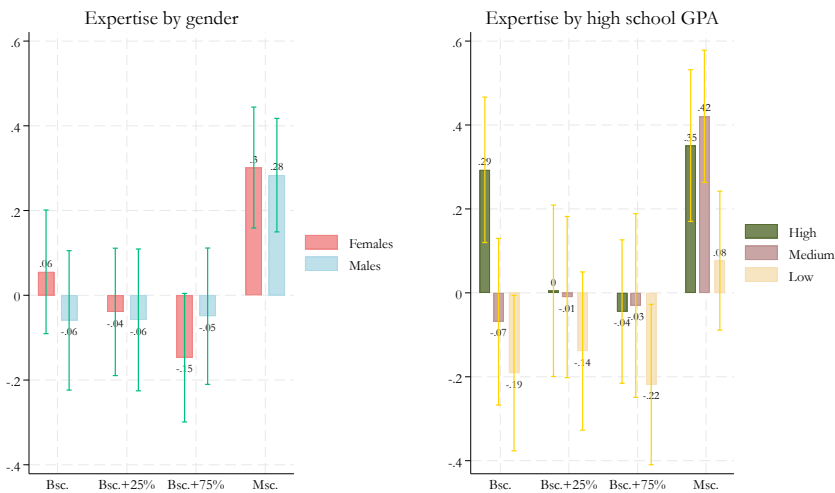 Expertise by gender
.6
.4
.2
0
-.2
-.4
.06
-.06
-.04
-.06
-.15
-.05
.3
.28
Bsc.
Bsc.+25%
Bsc.+75%
Msc.
Females
Males
Expertise by high school GPA
.6
.4
.2
0
-.2
-.4
.29
-.07
-.19
0
-.01
-.14
-.04
-.03
-.22
.35
.42
.08
Bsc.
Bsc.+25%
Bsc.+75%
Msc.
High
Medium
Low